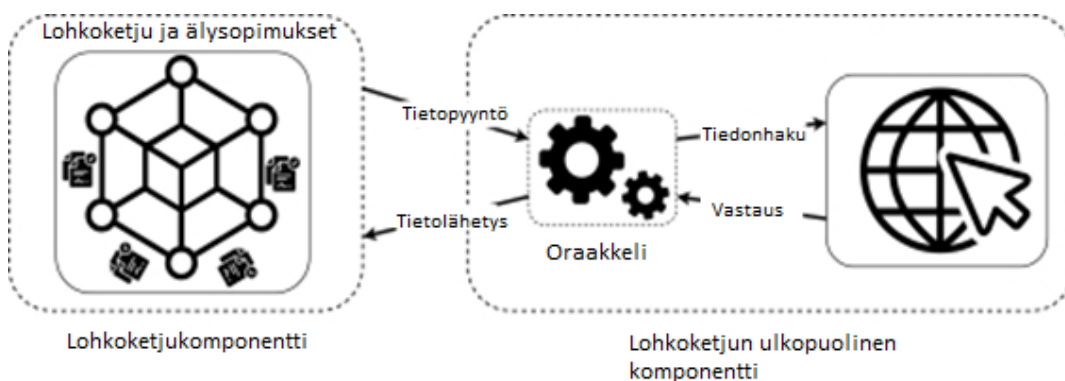 Lohkoketju ja älysopimukset
Tietopyyntö
Tietolähetys
Lohkoketjukomponentti
Tiedonhaku
Vastaus
Oraakkeli
Lohkoketjun ulkopuolinen
komponentti